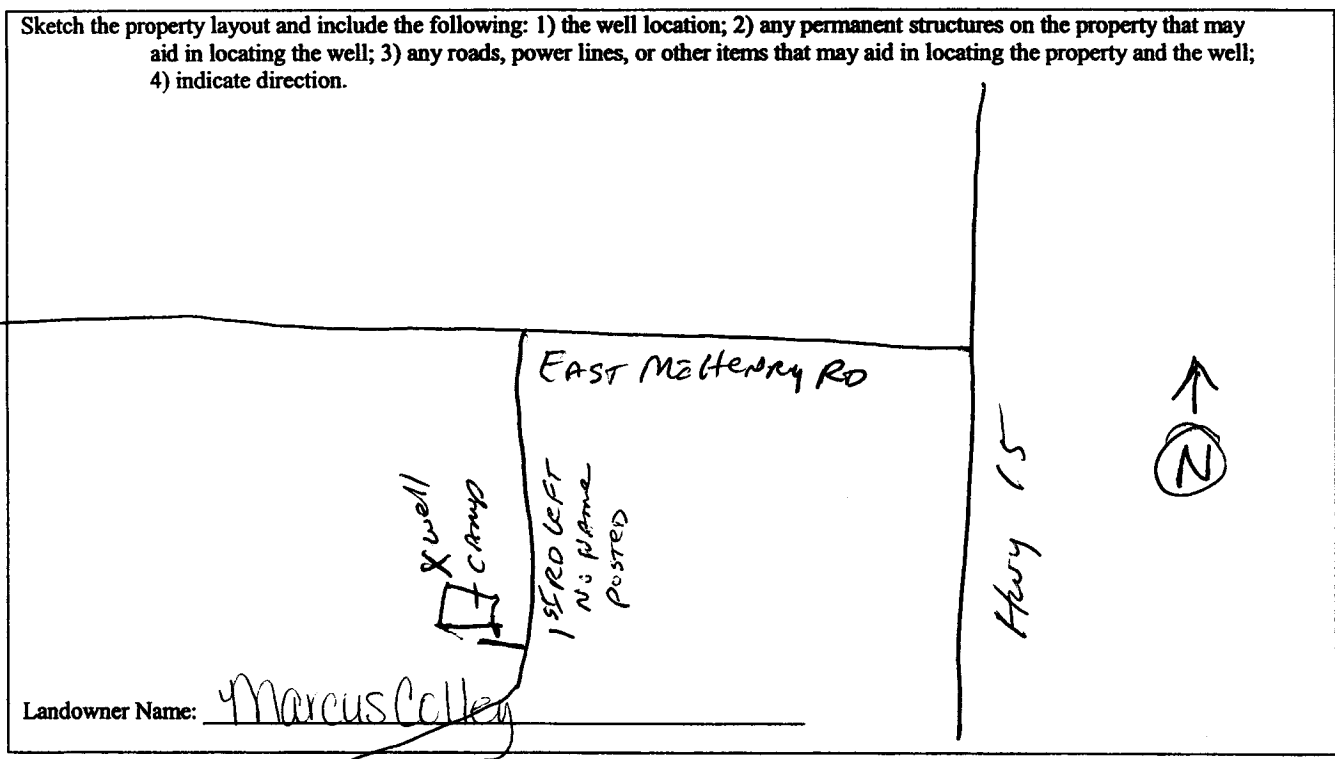 Sketch the property layout and include the following: 1) the well location; 2) any permanent structures on the property that may
aid in locating the well; 3) any roads, power lines, or other items that may aid in locating the property and the well;
4) indicate direction.
EAST McHenry RD
X well
CAMP
1ST RD LEFT
No NAME
POSTED
Hwy 15
N
Landowner Name: Marcus Colley